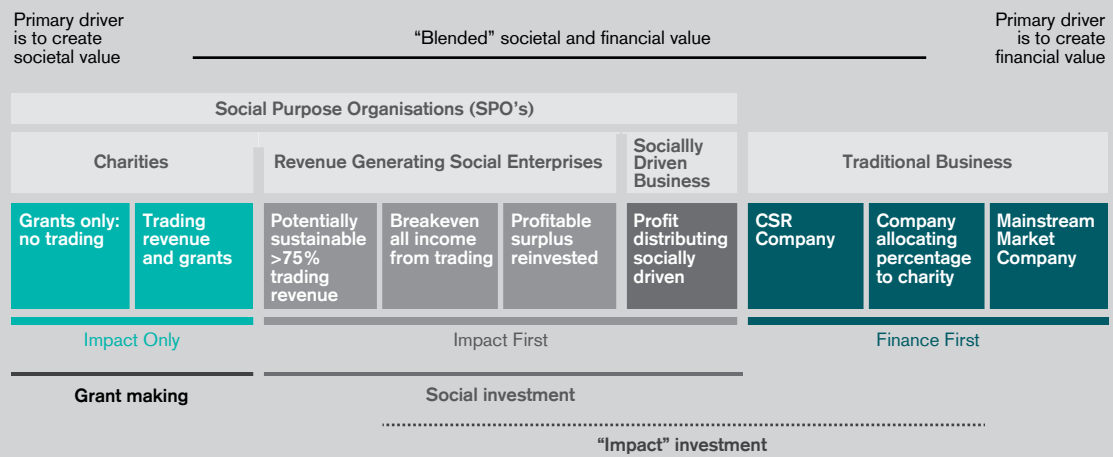 Primary driver
is to create
societal value
“Blended” societal and financial value
Primary driver
is to create
financial value
Social Purpose Organisations (SPO's)
Charities
Revenue Generating Social Enterprises
Sociallly
Driven
Business
Traditional Business
Grants only:
no trading
Trading
revenue
and grants
Potentially
sustainable
>75%
trading
revenue
Breakeven
all income
from trading
Profitable
surplus
reinvested
Profit
distributing
socially
driven
CSR
Company
Company
allocating
percentage
to charity
Mainstream
Market
Company
Impact Only
Impact First
Finance First
Grant making
Social investment
“Impact” investment